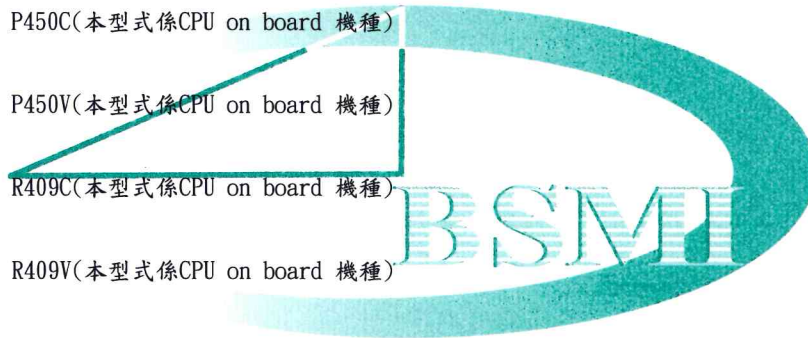 P450C(本型式係CPU on board 機種)
P450V(本型式係CPU on board 機種)
R409C(本型式係CPU on board 機種)
BSMI
R409V(本型式係CPU on board 機種)